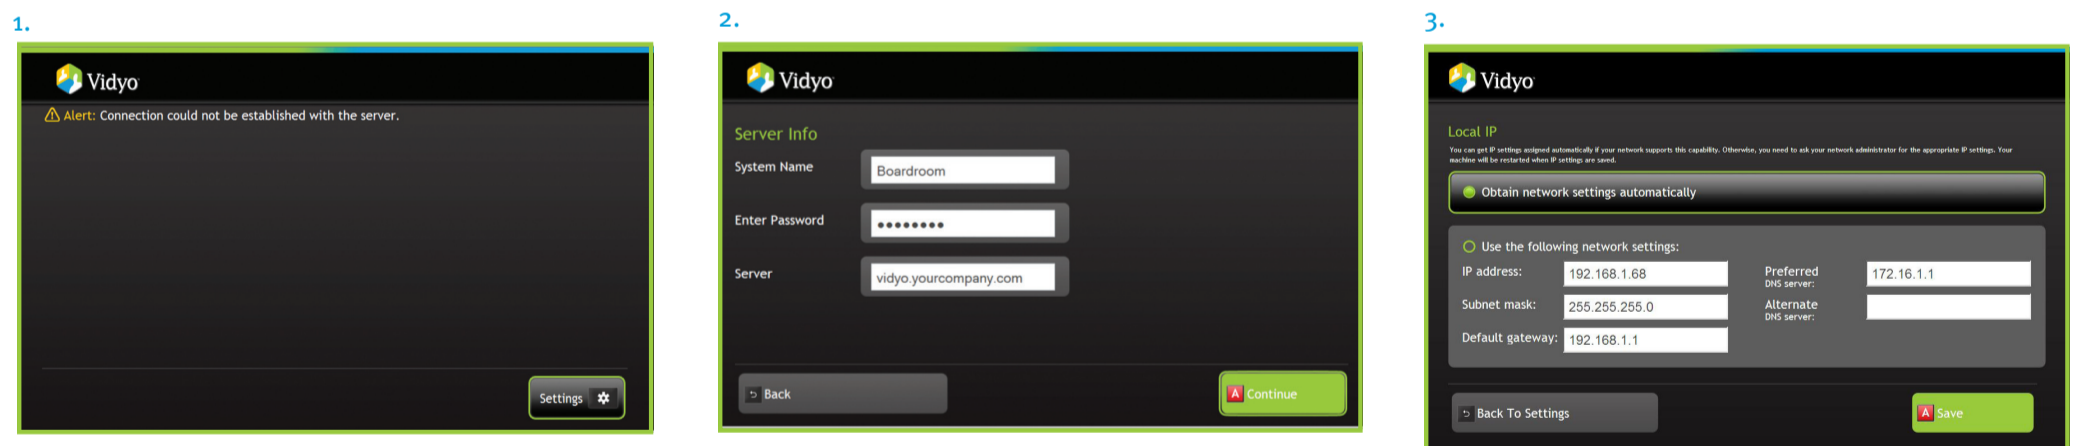 1.
Vidyo
Alert: Connection could not be established with the server.
Settings
2.
Vidyo
Server Info
System Name
Boardroom
Enter Password
••••••••
Server
vidyo.yourcompany.com
Back
A Continue
3.
Vidyo
Local IP
You can get IP settings assigned automatically if your network supports this capability. Otherwise, you need to ask your network administrator for the appropriate IP settings. Your
machine will be restarted when IP settings are saved.
Obtain network settings automatically
Use the following network settings:
IP address: 192.168.1.68 Preferred DNS server: 172.16.1.1
Subnet mask: 255.255.255.0 Alternate DNS server:
Default gateway: 192.168.1.1
Back To Settings
A Save